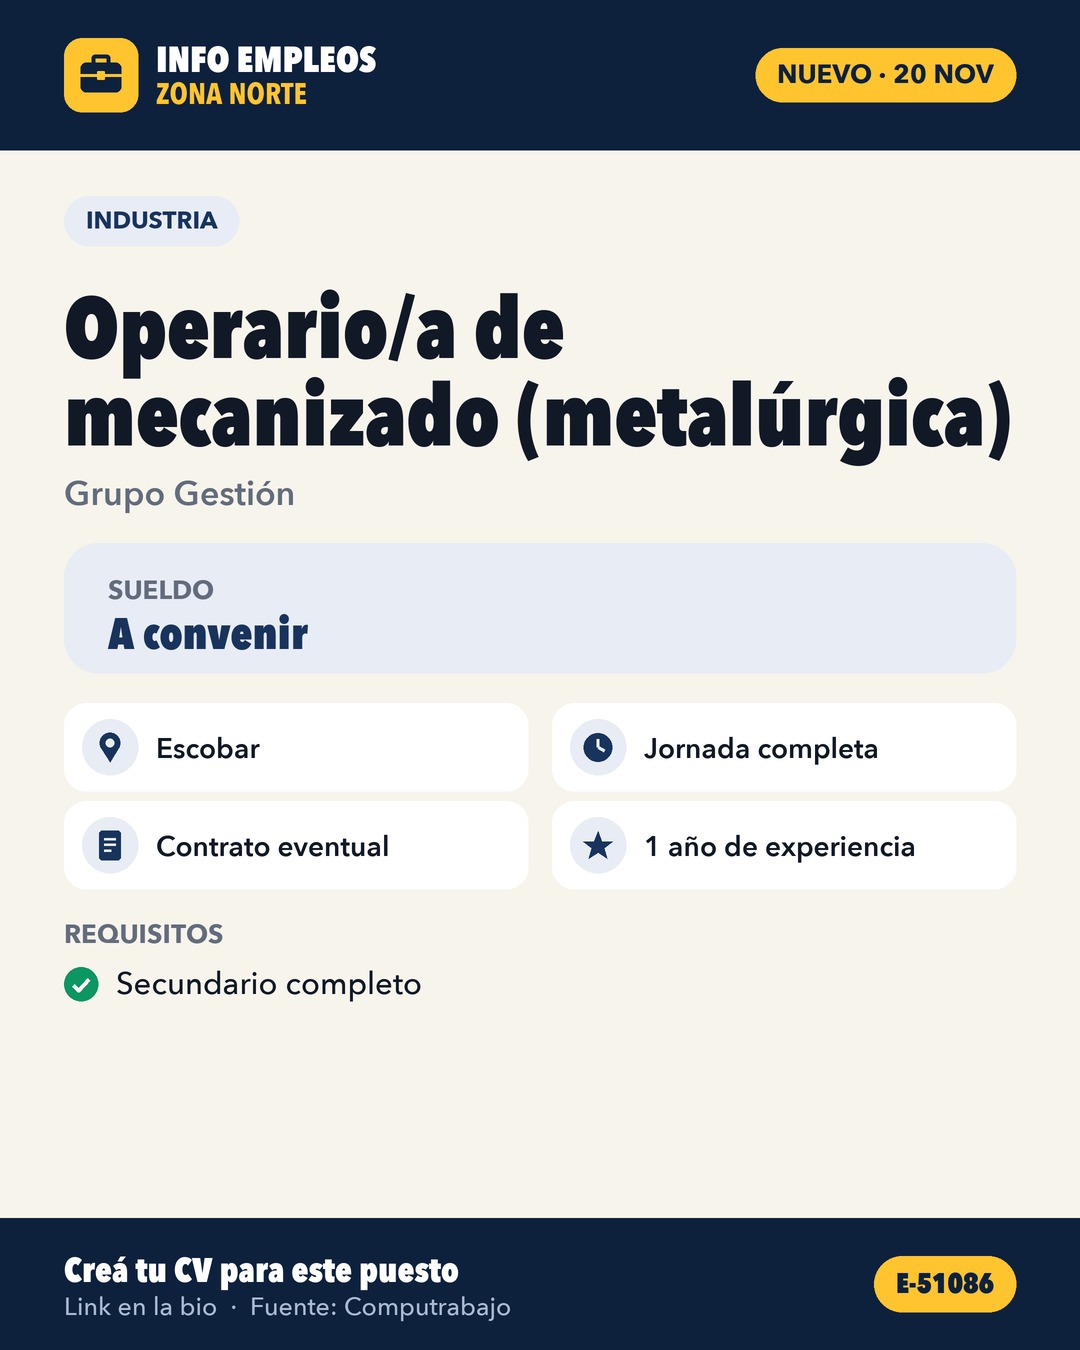 INFO EMPLEOS
ZONA NORTE
NUEVO · 20 NOV
INDUSTRIA
Operario/a de
mecanizado (metalúrgica)
Grupo Gestión
SUELDO
A convenir
Escobar
Jornada completa
Contrato eventual
1 año de experiencia
REQUISITOS
Secundario completo
Creá tu CV para este puesto
Link en la bio · Fuente: Computrabajo
E-51086